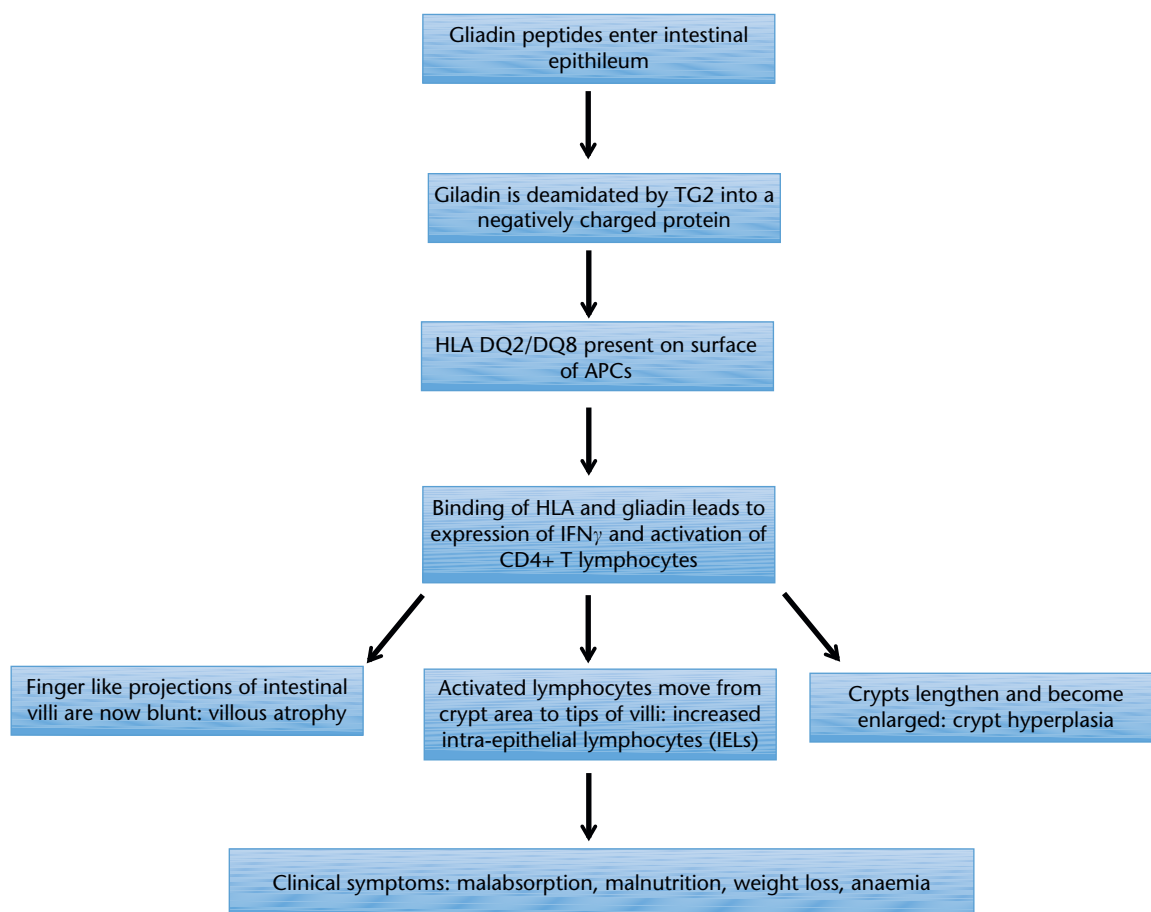 Gliadin peptides enter intestinal
epithileum
Giladin is deamidated by TG2 into a
negatively charged protein
HLA DQ2/DQ8 present on surface
of APCs
Binding of HLA and gliadin leads to
expression of IFNγ and activation of
CD4+ T lymphocytes
Finger like projections of intestinal
villi are now blunt: villous atrophy
Activated lymphocytes move from
crypt area to tips of villi: increased
intra-epithelial lymphocytes (IELs)
Crypts lengthen and become
enlarged: crypt hyperplasia
Clinical symptoms: malabsorption, malnutrition, weight loss, anaemia